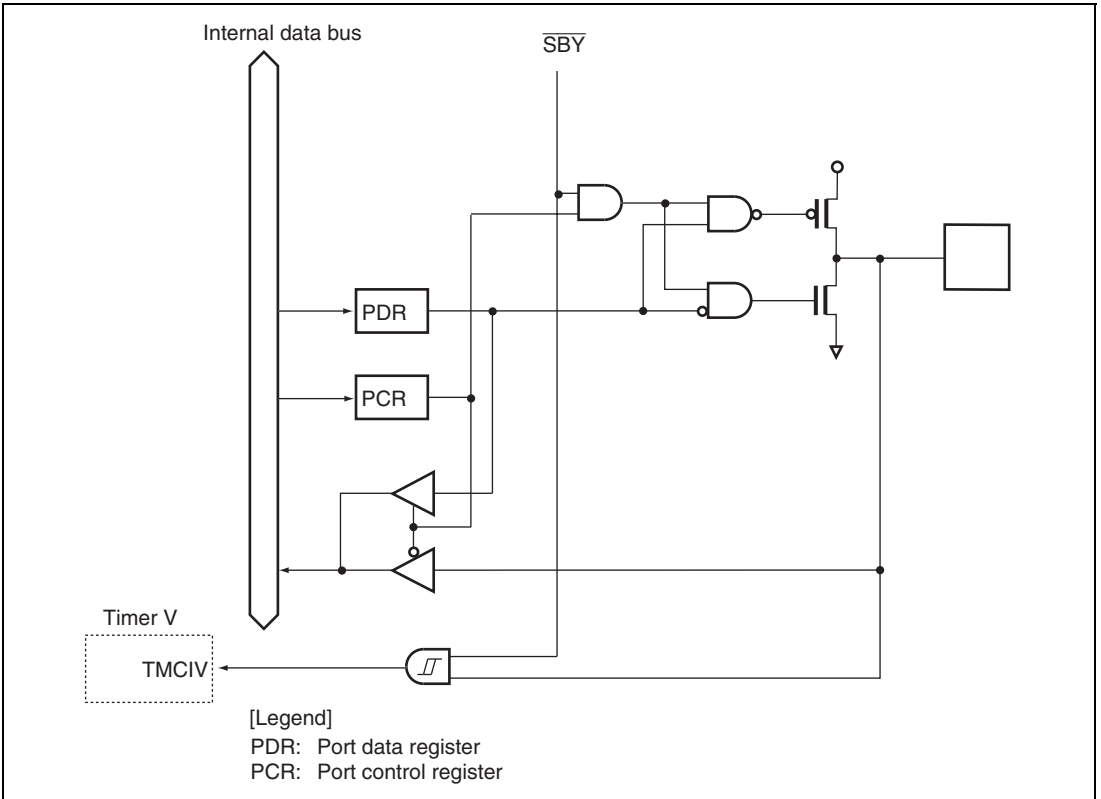 Internal data bus
SBY
PDR
PCR
Timer V
TMCIV
[Legend]
PDR: Port data register
PCR: Port control register